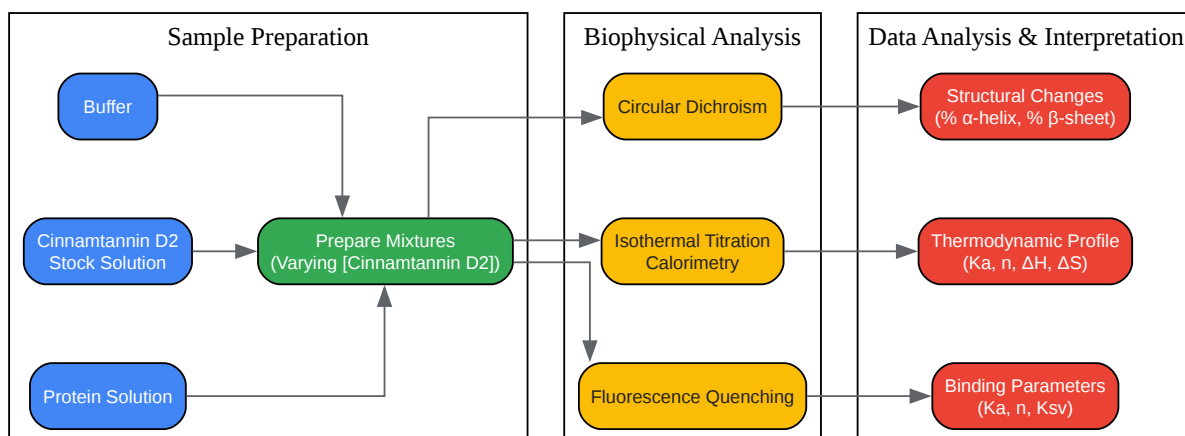 Sample Preparation
Buffer
Cinnamtannin D2
Stock Solution
Protein Solution
Prepare Mixtures
(Varying [Cinnamtannin D2])
Biophysical Analysis
Circular Dichroism
Isothermal Titration
Calorimetry
Fluorescence Quenching
Data Analysis & Interpretation
Structural Changes
(% α-helix, % β-sheet)
Thermodynamic Profile
(Ka, n, ΔH, ΔS)
Binding Parameters
(Ka, n, Ksv)